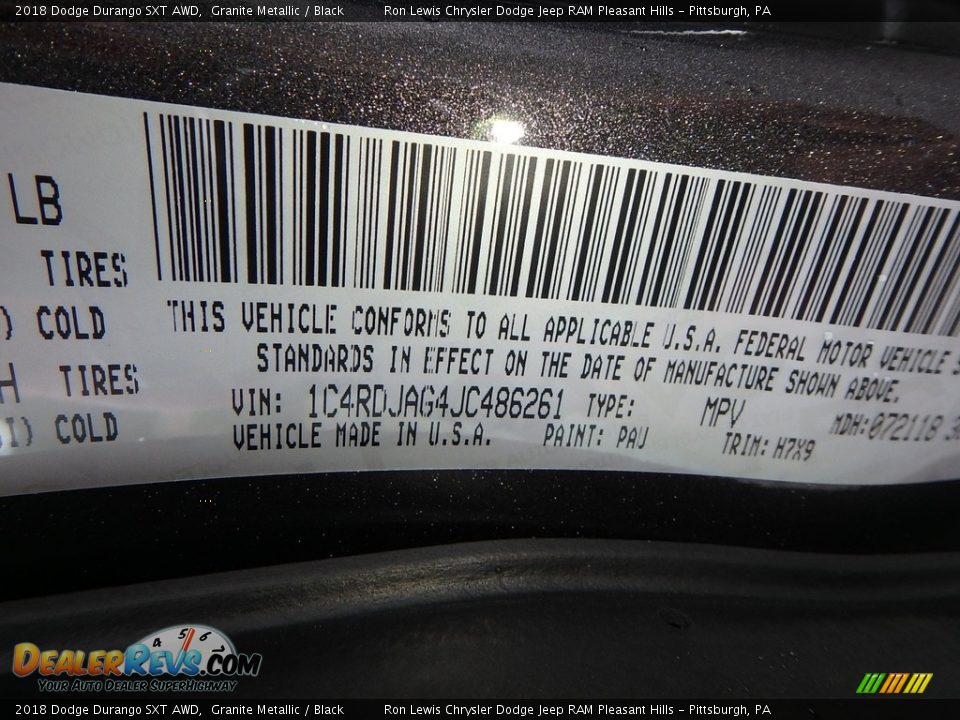 2018 Dodge Durango SXT AWD,  Granite Metallic / Black        Ron Lewis Chrysler Dodge Jeep RAM Pleasant Hills - Pittsburgh, PA
LB
TIRES
) COLD
H TIRES
SI) COLD
THIS VEHICLE CONFORMS TO ALL APPLICABLE U.S.A. FEDERAL MOTOR VEHICLE S
STANDARDS IN EFFECT ON THE DATE OF MANUFACTURE SHOWN ABOVE.
VIN: 1C4RDJAG4JC486261 TYPE: MPV MDH: 072118
VEHICLE MADE IN U.S.A. PAINT: PAU TRIM: H7X9
4 5 6
DEALERREVS.COM
YOUR AUTO DEALER SUPERHIGHWAY
2018 Dodge Durango SXT AWD,  Granite Metallic / Black        Ron Lewis Chrysler Dodge Jeep RAM Pleasant Hills - Pittsburgh, PA